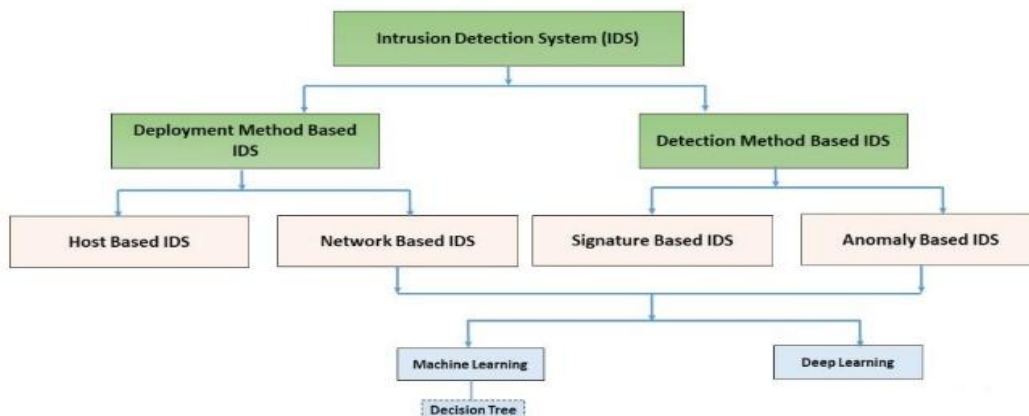 Intrusion Detection System (IDS)
Deployment Method Based
IDS
Detection Method Based IDS
Host Based IDS
Network Based IDS
Signature Based IDS
Anomaly Based IDS
Machine Learning
Deep Learning
Decision Tree